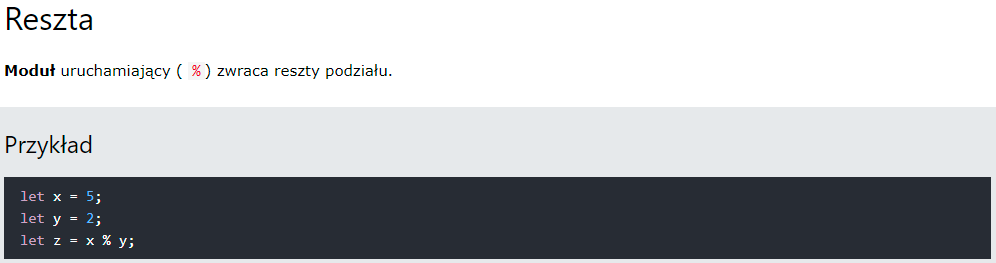 Reszta
Moduł uruchamiający ( %) zwraca reszty podziału.
Przykład
let x = 5;
let y = 2;
let z = x % y;